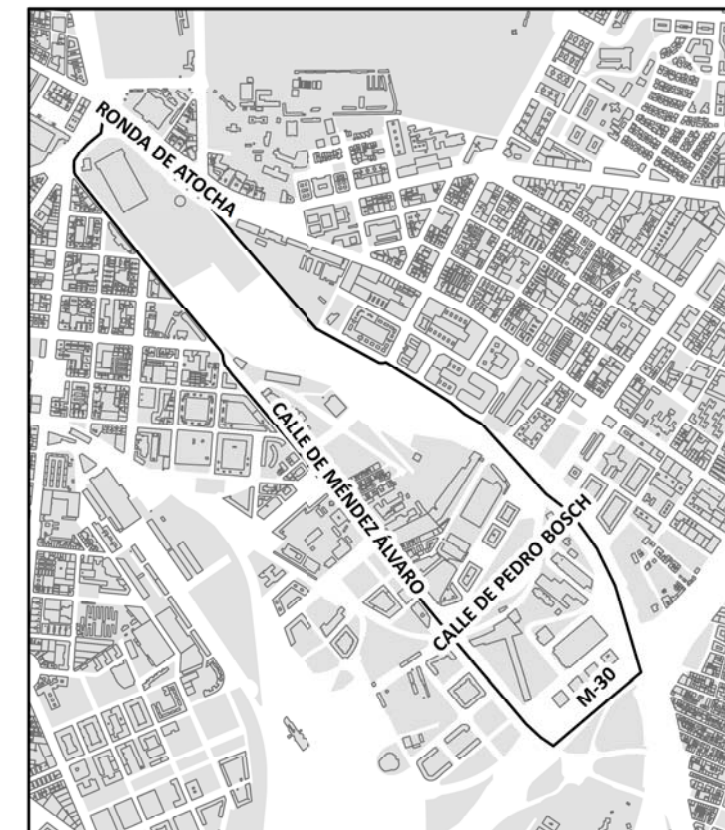 RONDA DE ATOCHA
CALLE DE MÉNDEZ ÁLVARO
CALLE DE PEDRO BOSCH
M-30